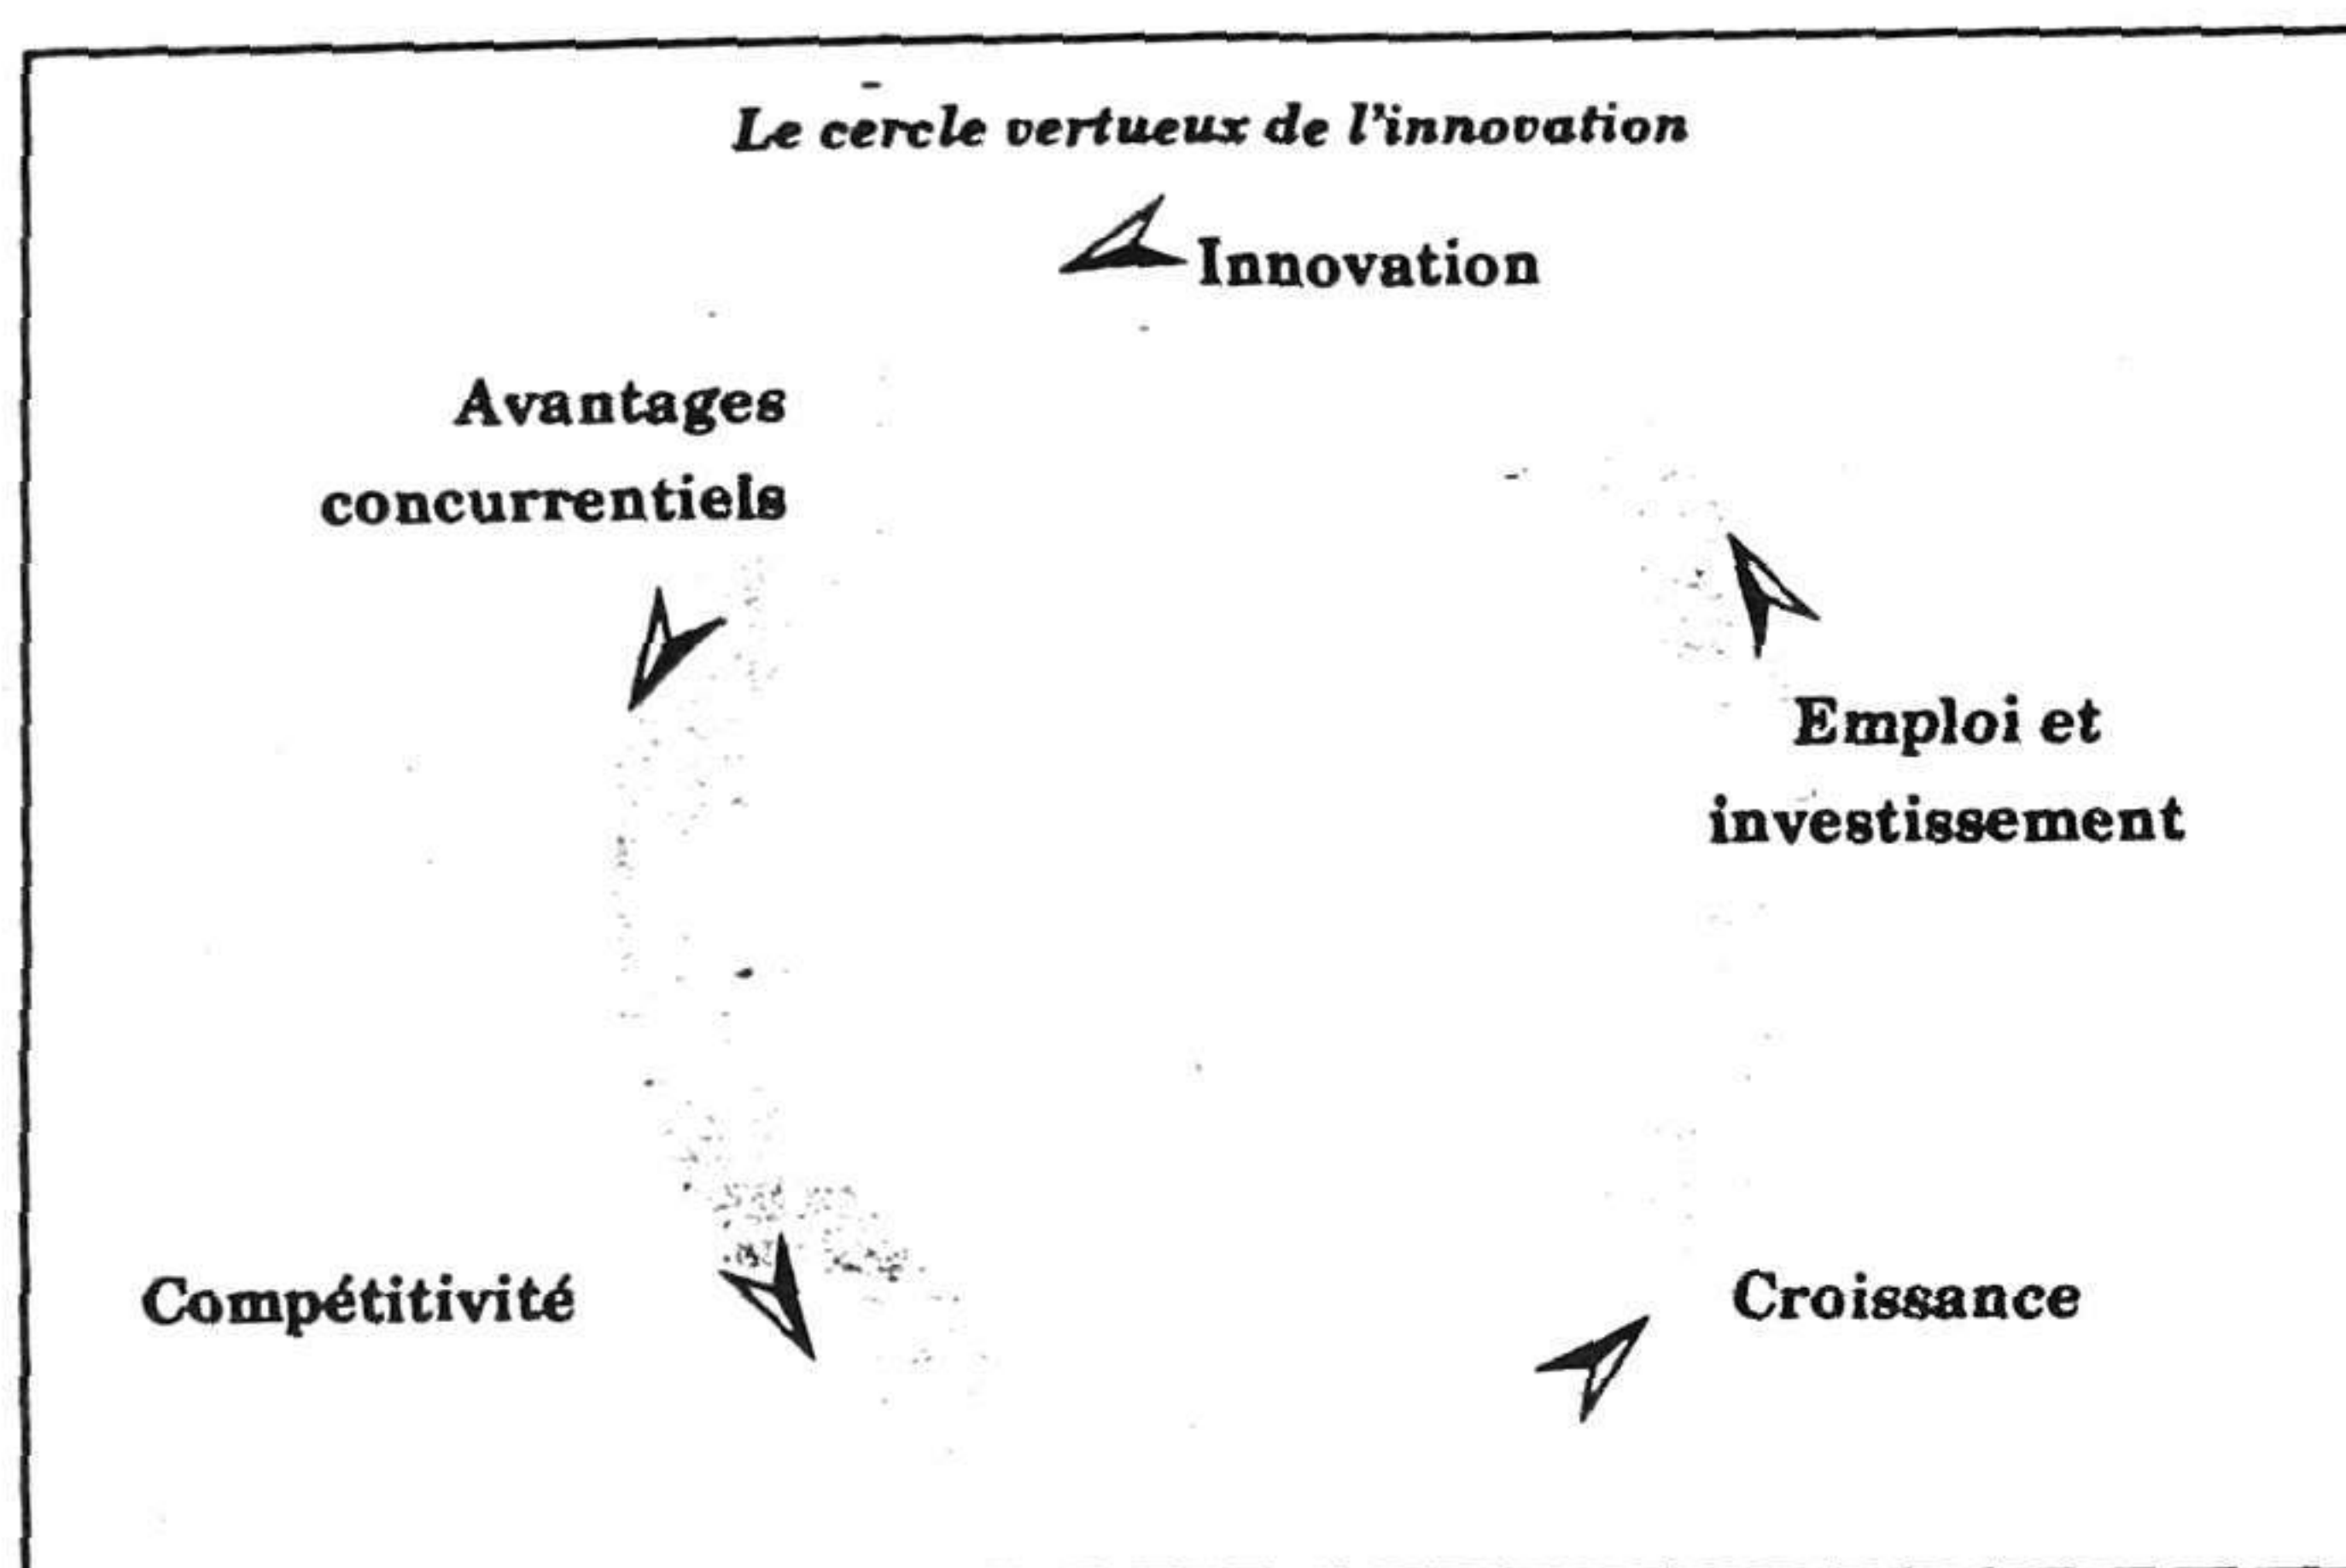 Le cercle vertueux de l'innovation
Innovation
Avantages
concurrentiels
Emploi et
investissement
Compétitivité
Croissance